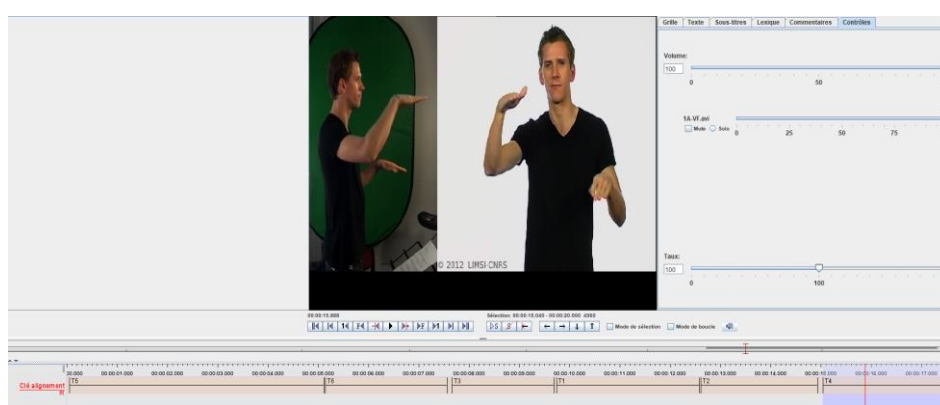 Grille Texte Sous-titres Lexique Commentaires Contrôles
Volume:
100
0 50
1A-Vf.avi
Mute Solo 0 25 50 75
© 2012 LIMSI-CNRS
Taux:
100
0 100
Mode de sélection Mode de boucle
00:00:01.000 00:00:02.000 00:00:03.000 00:00:04.000 00:00:05.000 00:00:06.000 00:00:07.000 00:00:08.000 00:00:09.000 00:00:10.000 00:00:11.000 00:00:12.000 00:00:13.000 00:00:14.000 00:00:15.000 00:00:16.000 00:00:17.000
Clé alignement
T5 T6 T3 T1 T2 T4